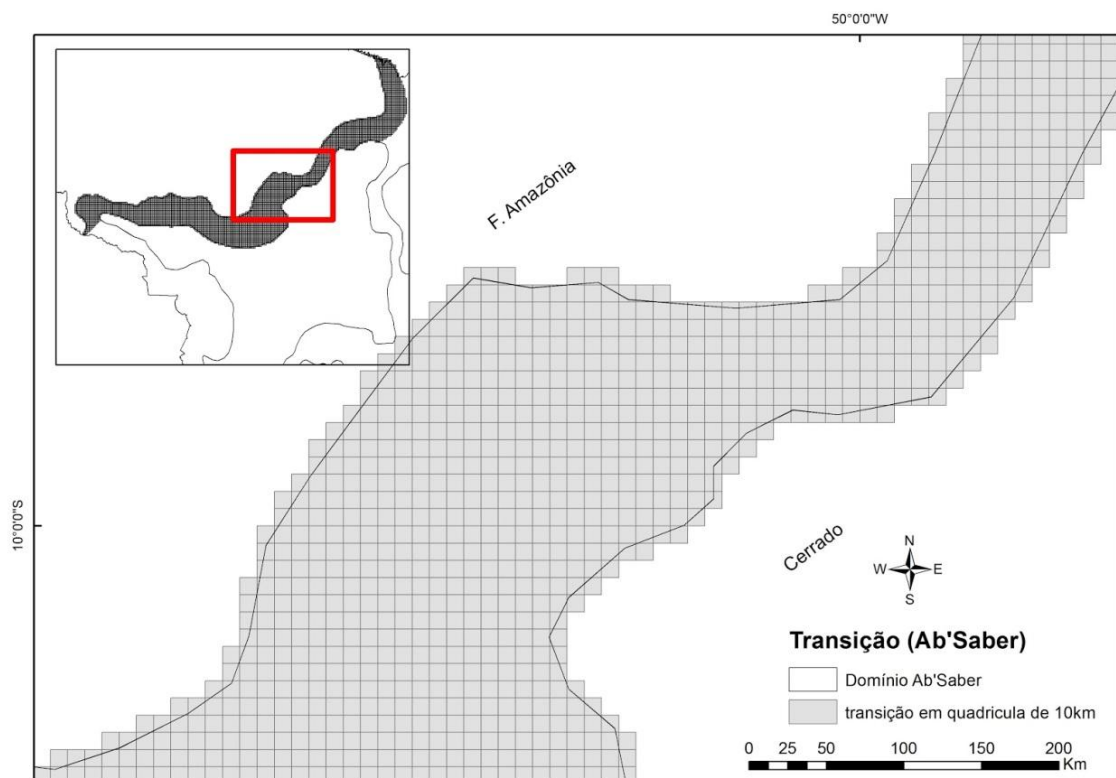 50°0'0"W
F. Amazônia
10°0'0"S
Cerrado
N
W E
S
Transição (Ab'Saber)
Domínio Ab'Saber
transição em quadricula de 10km
0 25 50 100 150 200
Km